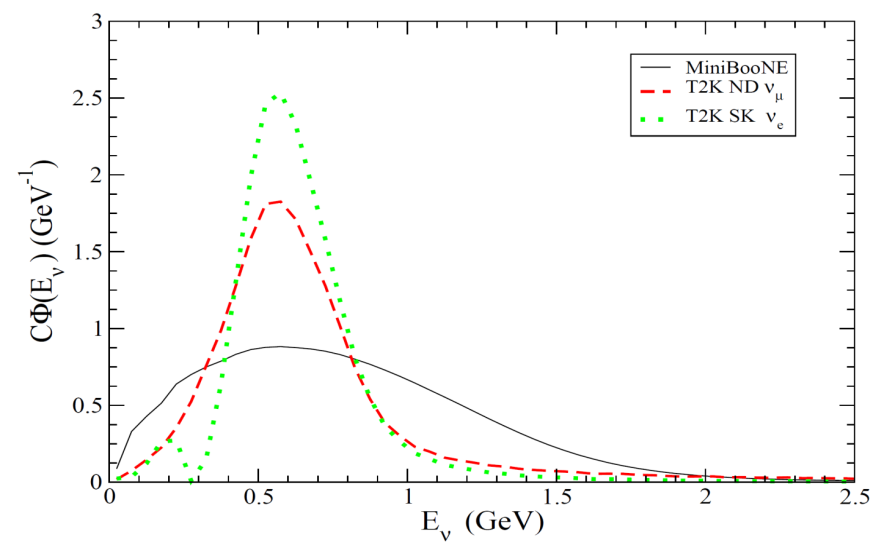 3
2.5
2
1.5
1
0.5
0
CΦ(E_ν) (GeV⁻¹)
MiniBooNE
T2K ND ν_μ
T2K SK ν_e
0 0.5 1 1.5 2 2.5
E_ν (GeV)